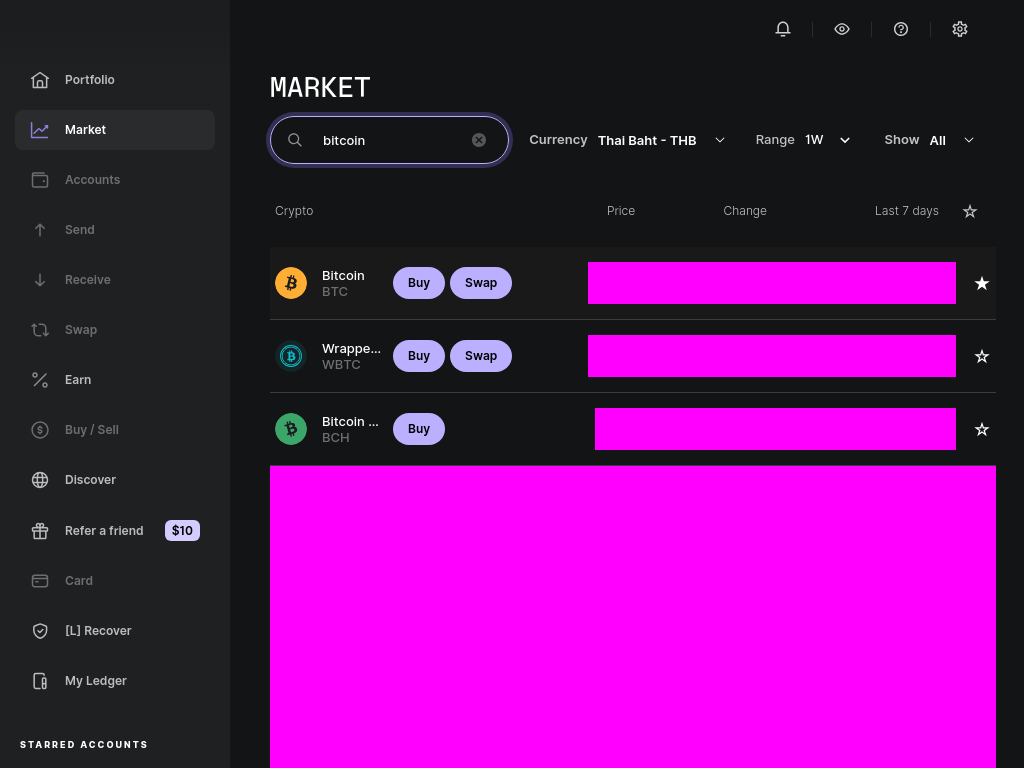 Portfolio
Market
Accounts
Send
Receive
Swap
Earn
Buy / Sell
Discover
Refer a friend $10
Card
[L] Recover
My Ledger
STARRED ACCOUNTS
MARKET
bitcoin
Currency Thai Baht - THB
Range 1W
Show All
Crypto Price Change Last 7 days
Bitcoin
BTC
Buy Swap
Wrappe...
WBTC
Buy Swap
Bitcoin ...
BCH
Buy